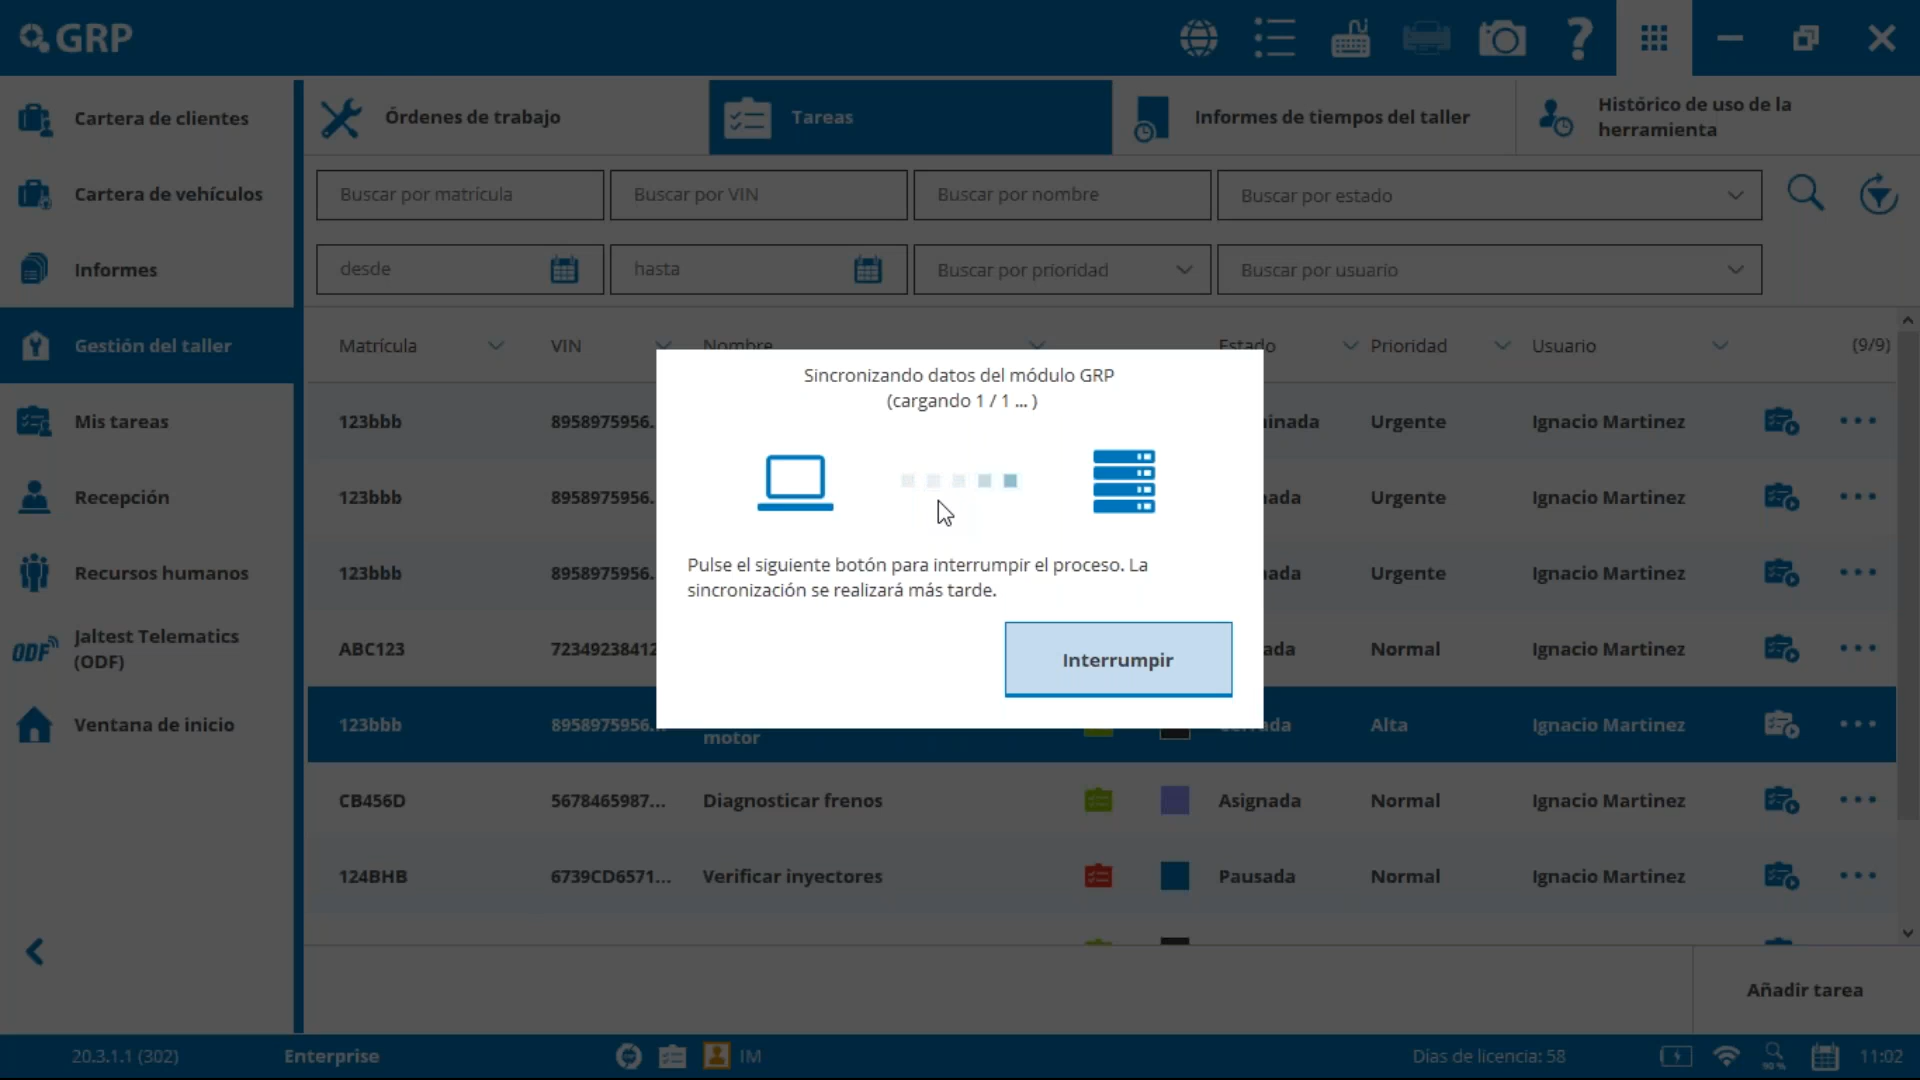 GRP
Cartera de clientes
Cartera de vehículos
Informes
Gestión del taller
Mis tareas
Recepción
Recursos humanos
Jaltest Telematics
(ODF)
ODF
Ventana de inicio
Órdenes de trabajo
Tareas
Informes de tiempos del taller
Histórico de uso de la
herramienta
Buscar por matrícula
Buscar por VIN
Buscar por nombre
Buscar por estado
desde
hasta
Buscar por prioridad
Buscar por usuario
Matrícula VIN Nombre Estado Prioridad Usuario (9/9)
123bbb 8958975956. Urgente Ignacio Martinez
123bbb 8958975956. Urgente Ignacio Martinez
123bbb 8958975956. Urgente Ignacio Martinez
ABC123 72349238412 Normal Ignacio Martinez
123bbb 8958975956... motor Alta Ignacio Martinez
CB456D 5678465987... Diagnosticar frenos Asignada Normal Ignacio Martinez
124BHB 6739CD6571... Verificar inyectores Pausada Normal Ignacio Martinez
Sincronizando datos del módulo GRP
(cargando 1 / 1 ... )
Pulse el siguiente botón para interrumpir el proceso. La
sincronización se realizará más tarde.
Interrumpir
Añadir tarea
20.3.1.1 (302) Enterprise IM Días de licencia: 58 90 % 11:02